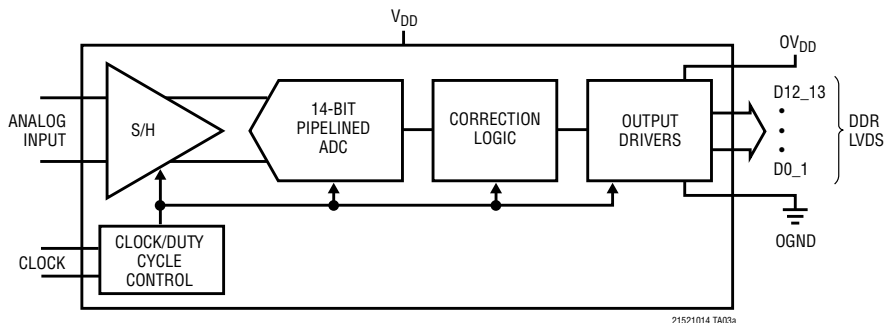 VDD
OVDD
ANALOG
INPUT
S/H
14-BIT
PIPELINED
ADC
CORRECTION
LOGIC
OUTPUT
DRIVERS
D12_13
•
•
•
D0_1
DDR
LVDS
OGND
CLOCK
CLOCK/DUTY
CYCLE
CONTROL
21521014 TA03a